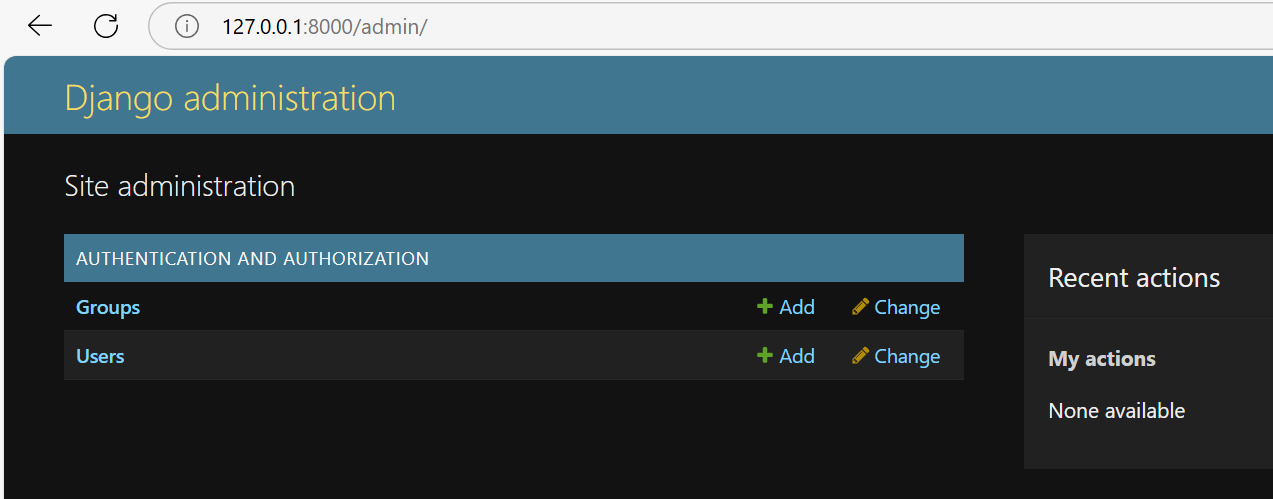 127.0.0.1:8000/admin/
Django administration
Site administration
AUTHENTICATION AND AUTHORIZATION
Groups Add Change
Users Add Change
Recent actions
My actions
None available